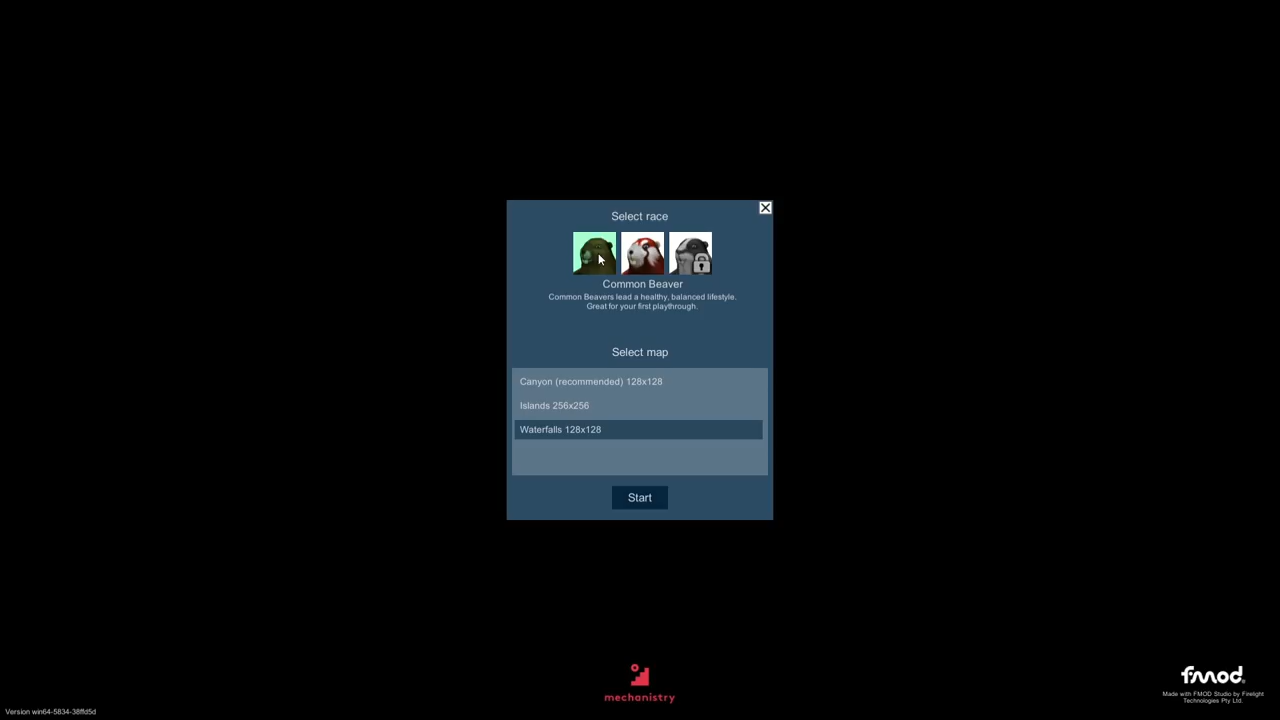 Select race
Common Beaver
Common Beavers lead a healthy, balanced lifestyle.
Great for your first playthrough.
Select map
Canyon (recommended) 128x128
Islands 256x256
Waterfalls 128x128
Start
mechanistry
fmod.
Made with FMOD Studio by Firelight
Technologies Pty Ltd.
Version win64-5834-38ffd5d